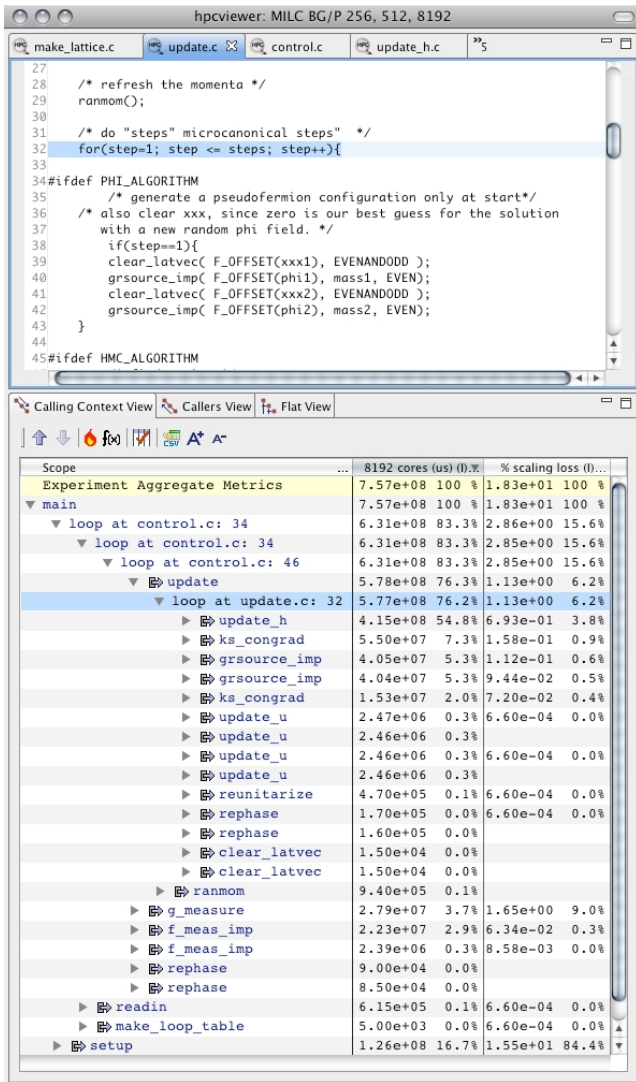 hpcviewer: MILC BG/P 256, 512, 8192
make_lattice.c update.c control.c update_h.c »5
27
28 /* refresh the momenta */
29 ranmom();
30
31 /* do "steps" microcanonical steps" */
32 for(step=1; step <= steps; step++){
33
34 #ifdef PHI_ALGORITHM
35 /* generate a pseudofermion configuration only at start*/
36 /* also clear xxx, since zero is our best guess for the solution
37 with a new random phi field. */
38 if(step==1){
39 clear_latvec( F_OFFSET(xxx1), EVENANDODD );
40 grsource_imp( F_OFFSET(phi1), mass1, EVEN);
41 clear_latvec( F_OFFSET(xxx2), EVENANDODD );
42 grsource_imp( F_OFFSET(phi2), mass2, EVEN);
43 }
44
45 #ifdef HMC_ALGORITHM
Calling Context View Callers View Flat View
f(x) CSV A+ A-
Scope ... 8192 cores (us) (I). % scaling loss (I)...
Experiment Aggregate Metrics 7.57e+08 100 % 1.83e+01 100 %
main 7.57e+08 100 % 1.83e+01 100 %
loop at control.c: 34 6.31e+08 83.3% 2.86e+00 15.6%
loop at control.c: 34 6.31e+08 83.3% 2.85e+00 15.6%
loop at control.c: 46 6.31e+08 83.3% 2.85e+00 15.6%
update 5.78e+08 76.3% 1.13e+00 6.2%
loop at update.c: 32 5.77e+08 76.2% 1.13e+00 6.2%
update_h 4.15e+08 54.8% 6.93e-01 3.8%
ks_congrad 5.50e+07 7.3% 1.58e-01 0.9%
grsource_imp 4.05e+07 5.3% 1.12e-01 0.6%
grsource_imp 4.04e+07 5.3% 9.44e-02 0.5%
ks_congrad 1.53e+07 2.0% 7.20e-02 0.4%
update_u 2.47e+06 0.3% 6.60e-04 0.0%
update_u 2.46e+06 0.3%
update_u 2.46e+06 0.3% 6.60e-04 0.0%
update_u 2.46e+06 0.3%
reunitarize 4.70e+05 0.1% 6.60e-04 0.0%
rephase 1.70e+05 0.0% 6.60e-04 0.0%
rephase 1.60e+05 0.0%
clear_latvec 1.50e+04 0.0%
clear_latvec 1.50e+04 0.0%
ranmom 9.40e+05 0.1%
g_measure 2.79e+07 3.7% 1.65e+00 9.0%
f_meas_imp 2.23e+07 2.9% 6.34e-02 0.3%
f_meas_imp 2.39e+06 0.3% 8.58e-03 0.0%
rephase 9.00e+04 0.0%
rephase 8.50e+04 0.0%
readin 6.15e+05 0.1% 6.60e-04 0.0%
make_loop_table 5.00e+03 0.0% 6.60e-04 0.0%
setup 1.26e+08 16.7% 1.55e+01 84.4%